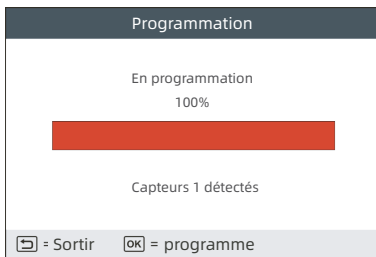 Programmation
En programmation
100%
Capteurs 1 détectés
= Sortir OK = programme